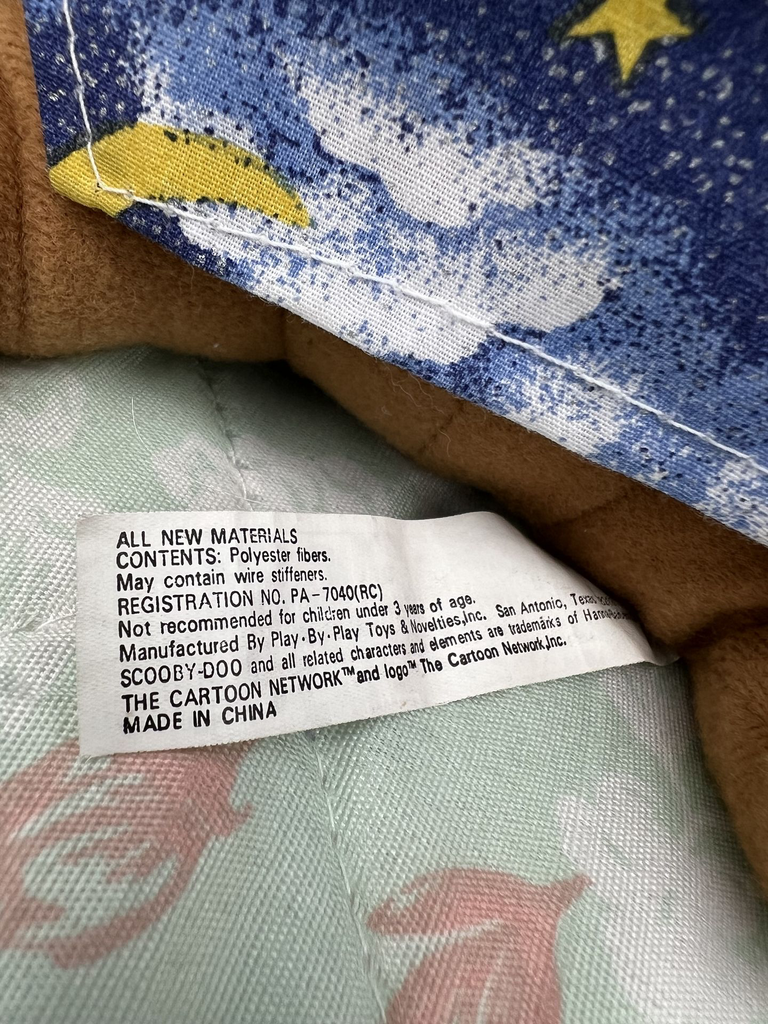 ALL NEW MATERIALS
CONTENTS: Polyester fibers.
May contain wire stiffeners.
REGISTRATION NO. PA-7040(RC)
Not recommended for children under 3 years of age.
Manufactured By Play·By·Play Toys & Novelties,Inc. San Antonio, Texas
SCOOBY-DOO and all related characters and elements are trademarks of
THE CARTOON NETWORK™ and logo™ The Cartoon Network,Inc.
MADE IN CHINA